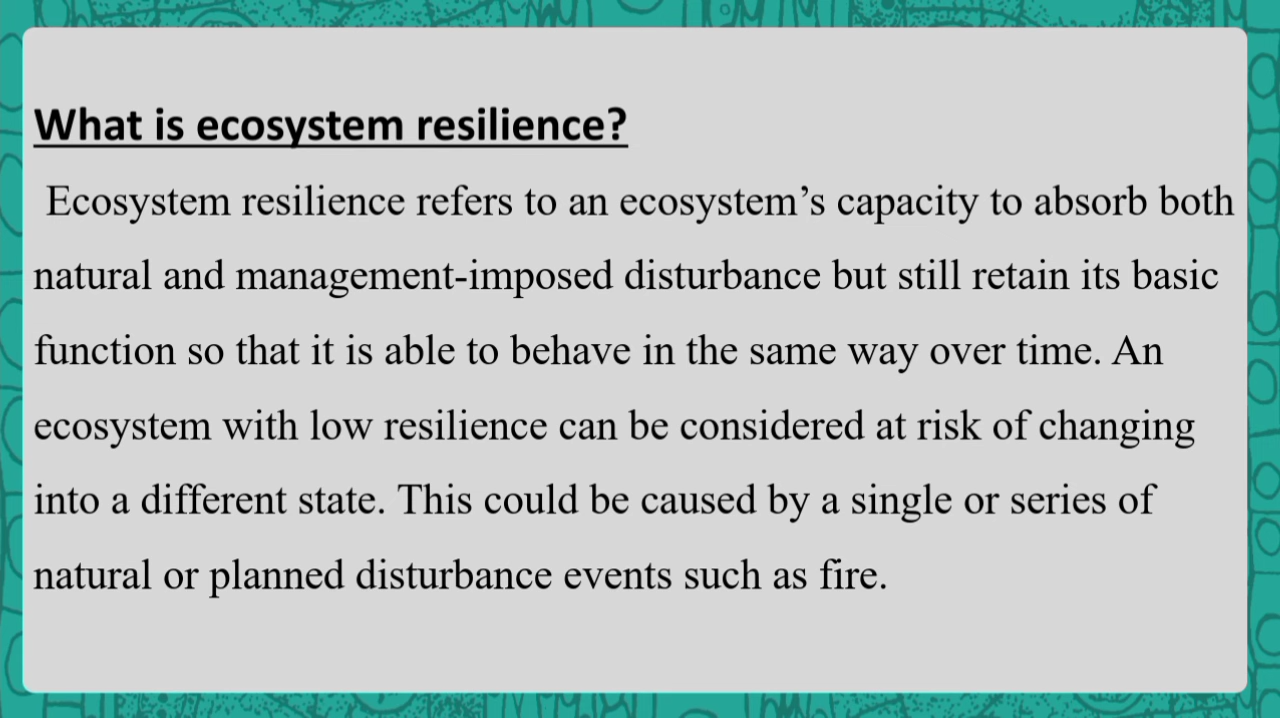 What is ecosystem resilience?
Ecosystem resilience refers to an ecosystem’s capacity to absorb both
natural and management-imposed disturbance but still retain its basic
function so that it is able to behave in the same way over time. An
ecosystem with low resilience can be considered at risk of changing
into a different state. This could be caused by a single or series of
natural or planned disturbance events such as fire.